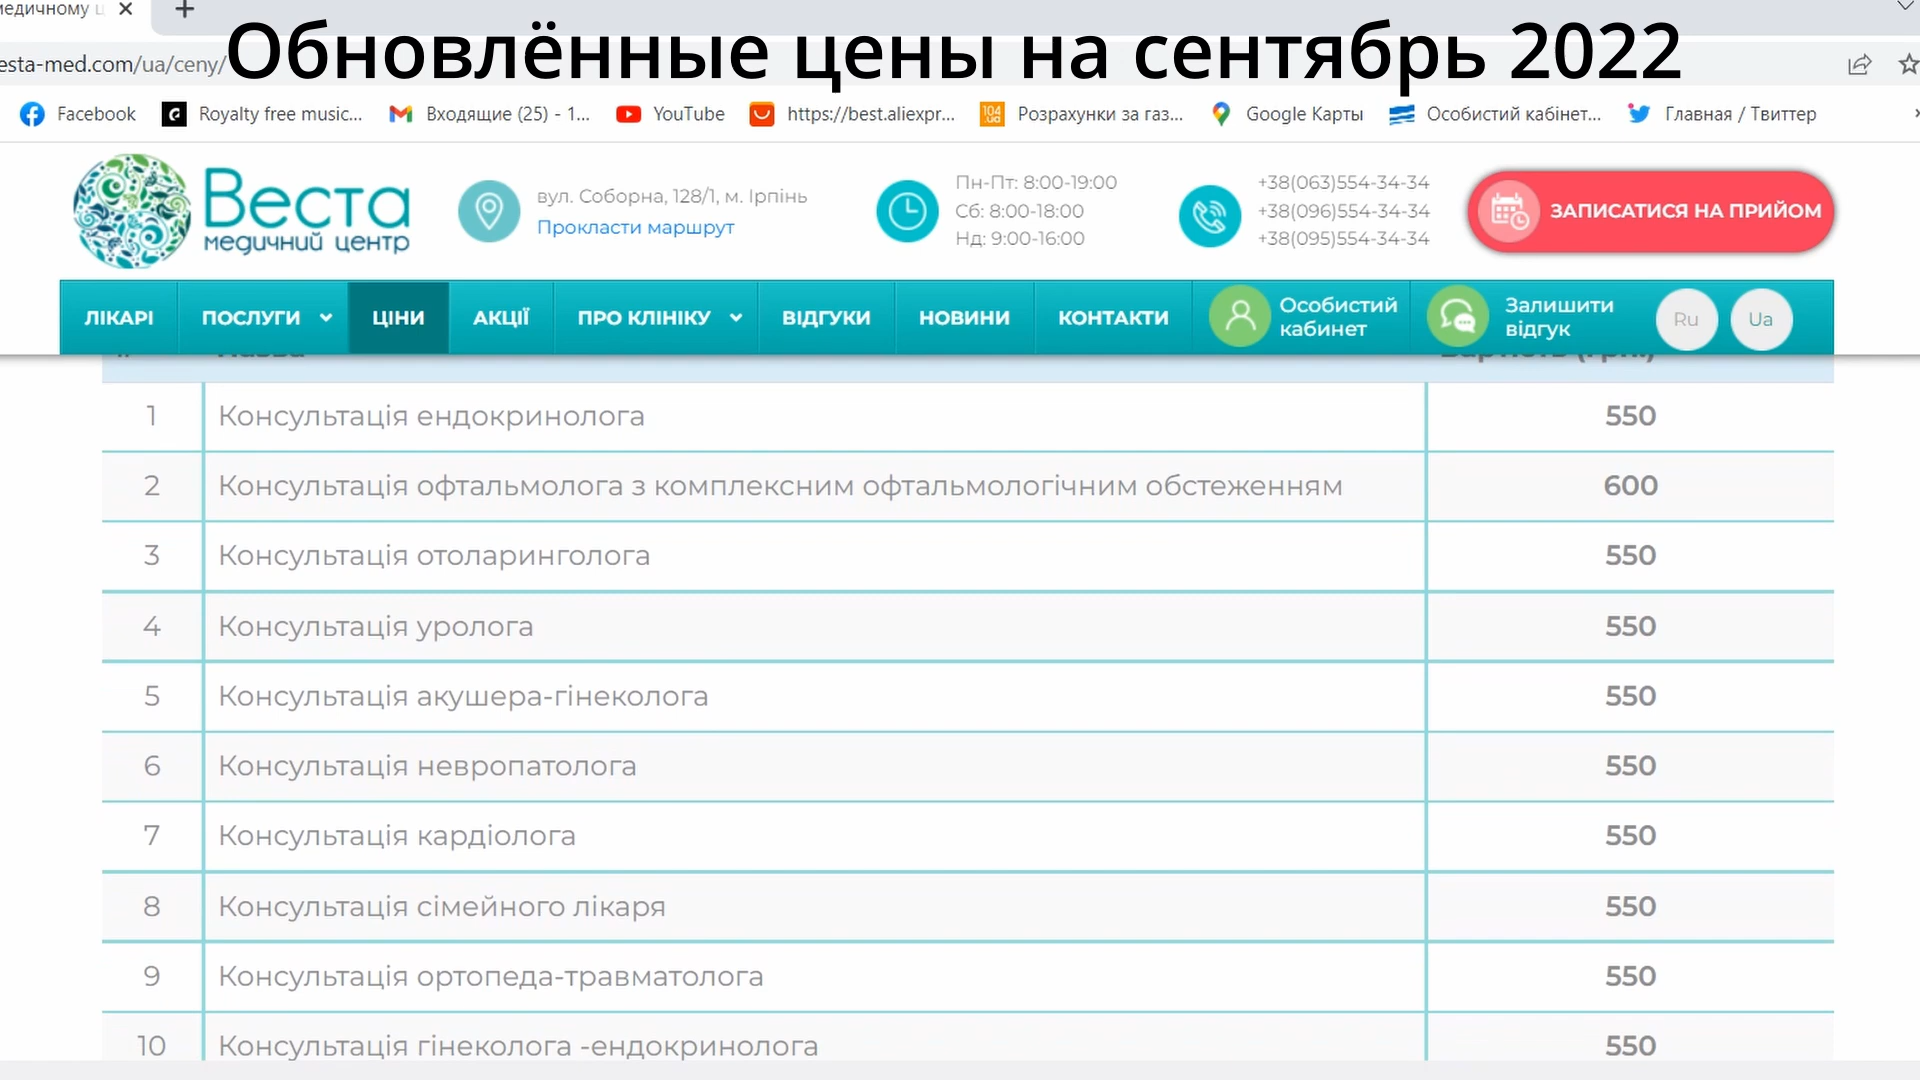 едичному ц
Обновлённые цены на сентябрь 2022
esta-med.com/ua/ceny/
Facebook
Royalty free music...
Входящие (25) - 1...
YouTube
https://best.aliexpr...
104.ua
Розрахунки за газ...
Google Карты
Особистий кабінет...
Главная / Твиттер
Веста
медичний центр
вул. Соборна, 128/1, м. Ірпінь
Прокласти маршрут
Пн-Пт: 8:00-19:00
Сб: 8:00-18:00
Нд: 9:00-16:00
+38(063)554-34-34
+38(096)554-34-34
+38(095)554-34-34
ЗАПИСАТИСЯ НА ПРИЙОМ
ЛІКАРІ
ПОСЛУГИ
ЦІНИ
АКЦІЇ
ПРО КЛІНІКУ
ВІДГУКИ
НОВИНИ
КОНТАКТИ
Особистий
кабинет
Залишити
відгук
Ru
Ua
1 Консультація ендокринолога 550
2 Консультація офтальмолога з комплексним офтальмологічним обстеженням 600
3 Консультація отоларинголога 550
4 Консультація уролога 550
5 Консультація акушера-гінеколога 550
6 Консультація невропатолога 550
7 Консультація кардіолога 550
8 Консультація сімейного лікаря 550
9 Консультація ортопеда-травматолога 550
10 Консультація гінеколога -ендокринолога 550